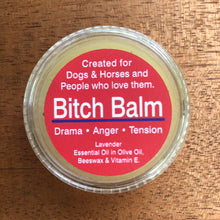 Created for
Dogs & Horses and
People who love them.
Bitch Balm
Drama • Anger • Tension
Lavender
Essential Oil in Olive Oil,
Beeswax & Vitamin E.